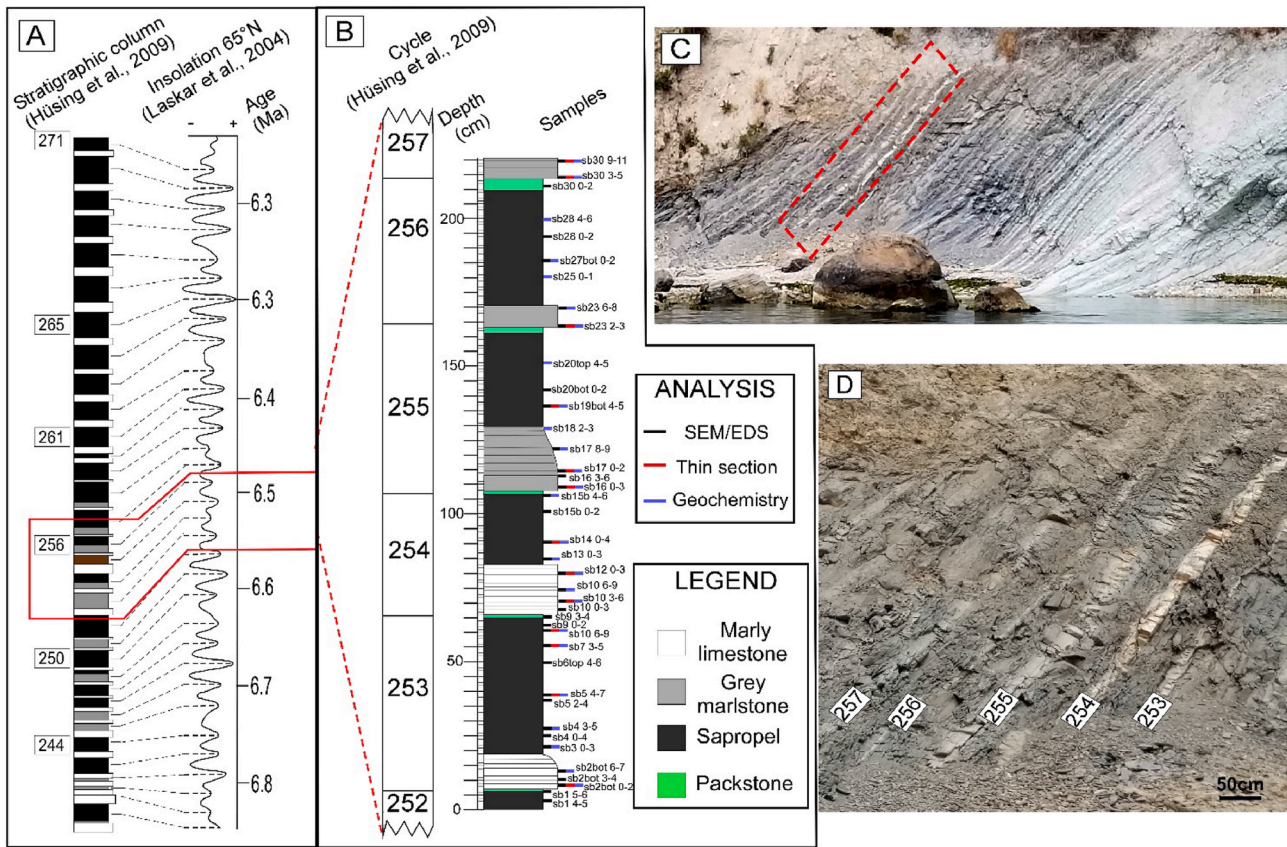 A
Stratigraphic column
(Hüsing et al., 2009)
Insolation 65°N
(Laskar et al., 2004)
Age
(Ma)
- +
271
265
261
256
250
244
6.3
6.3
6.4
6.5
6.6
6.7
6.8
B
Cycle
(Hüsing et al., 2009)
Depth
(cm)
Samples
257
256
255
254
253
252
200
150
100
50
0
sb30 9-11
sb30 3-5
sb30 0-2
sb28 4-6
sb28 0-2
sb27bot 0-2
sb25 0-1
sb23 6-8
sb23 2-3
sb20top 4-5
sb20bot 0-2
sb19bot 4-5
sb18 2-3
sb17 8-9
sb17 0-2
sb16 3-6
sb16 0-3
sb15b 4-6
sb15b 0-2
sb14 0-4
sb13 0-3
sb12 0-3
sb10 6-9
sb10 3-6
sb10 0-3
sb9 3-4
sb9 0-2
sb10 6-9
sb7 3-5
sb6top 4-6
sb5 4-7
sb5 2-4
sb4 3-5
sb4 0-4
sb3 0-3
sb2bot 6-7
sb2bot 3-4
sb2bot 0-2
sb1 5-6
sb1 4-5
ANALYSIS
SEM/EDS
Thin section
Geochemistry
LEGEND
Marly
limestone
Grey
marlstone
Sapropel
Packstone
C
D
257
256
255
254
253
50cm